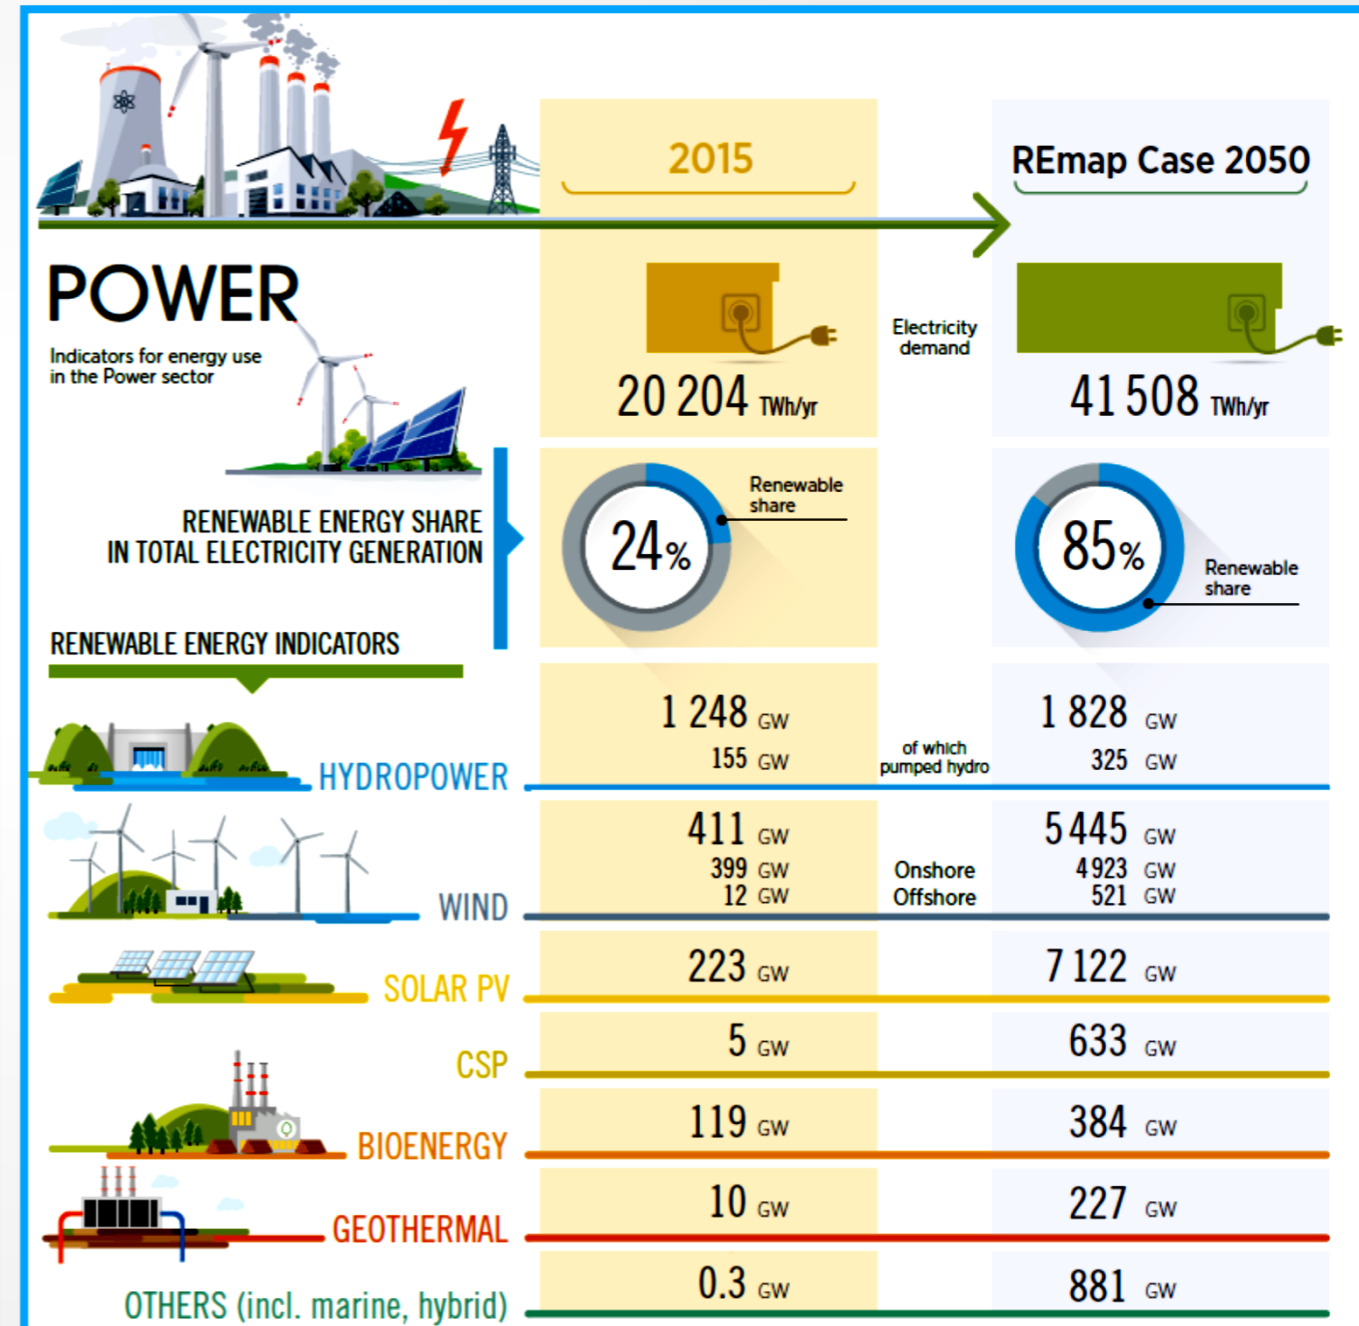 2015
REmap Case 2050
POWER
Indicators for energy use
in the Power sector
Electricity
demand
20 204 TWh/yr
41 508 TWh/yr
RENEWABLE ENERGY SHARE
IN TOTAL ELECTRICITY GENERATION
24%
Renewable
share
85%
Renewable
share
RENEWABLE ENERGY INDICATORS
HYDROPOWER
1 248 GW
1 828 GW
155 GW
of which
pumped hydro
325 GW
WIND
411 GW
5 445 GW
399 GW
Onshore
4 923 GW
12 GW
Offshore
521 GW
SOLAR PV
223 GW
7 122 GW
CSP
5 GW
633 GW
BIOENERGY
119 GW
384 GW
GEOTHERMAL
10 GW
227 GW
OTHERS (incl. marine, hybrid)
0.3 GW
881 GW